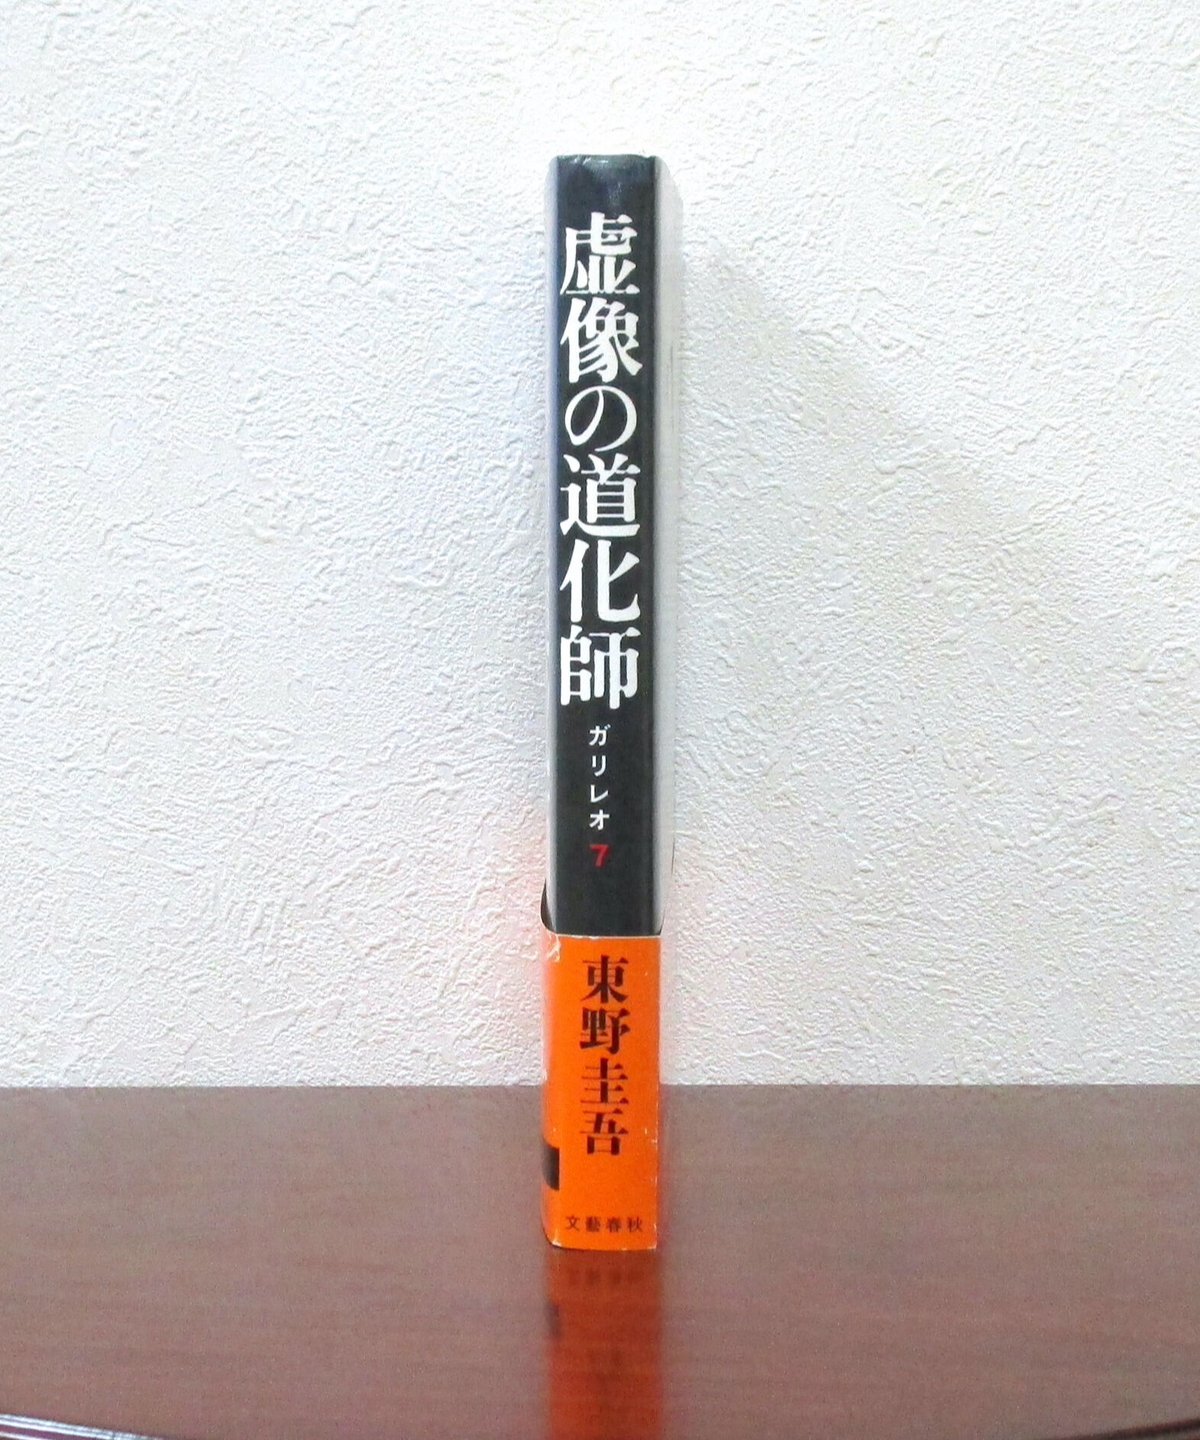 虚像の道化師
ガリレオ
7
東野圭吾
文藝春秋